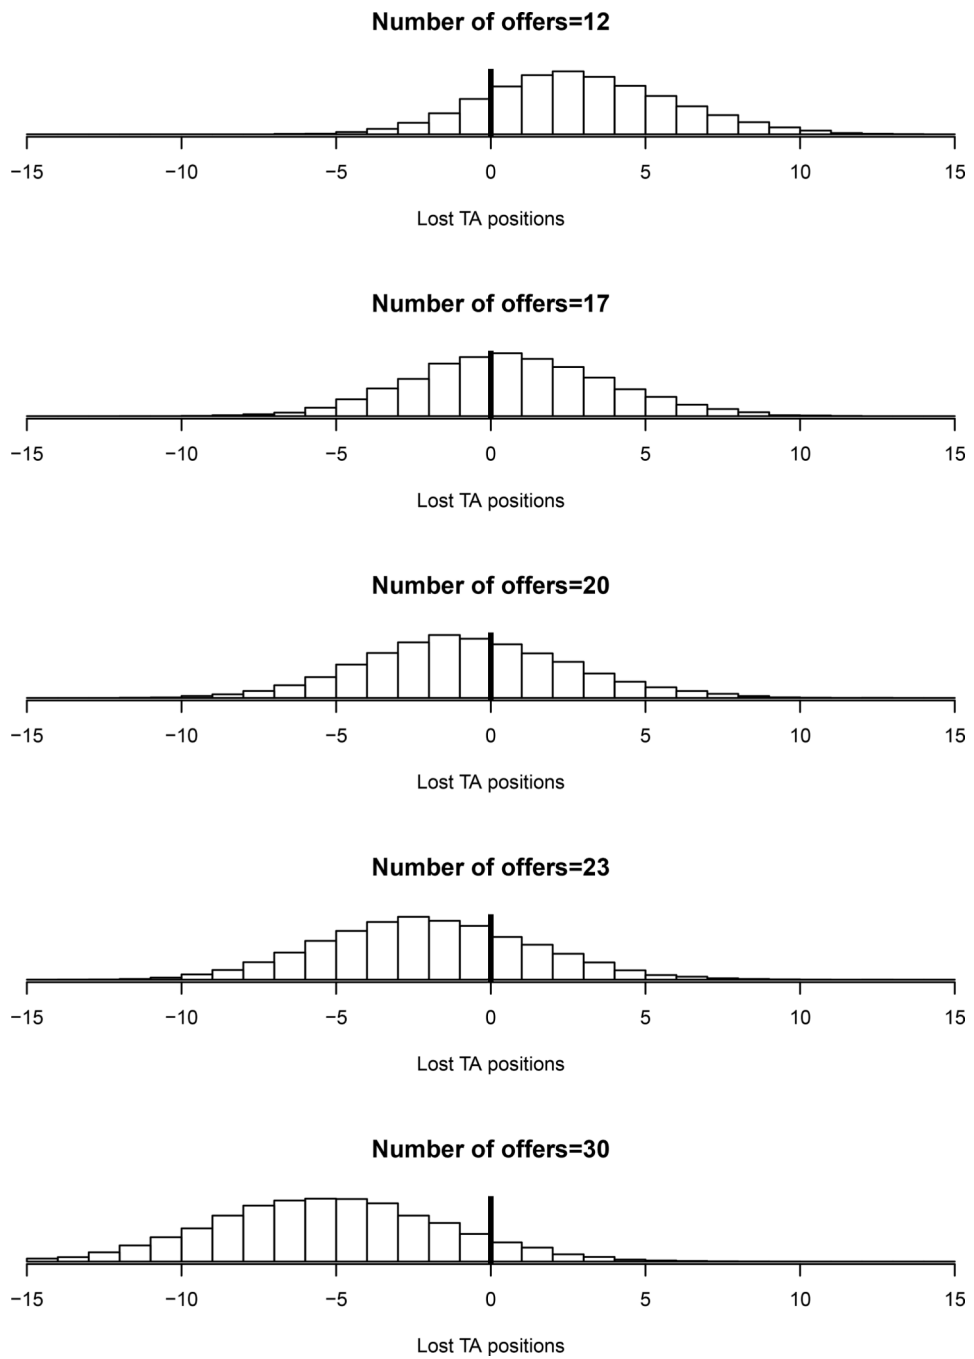 Number of offers=12
−15 −10 −5 0 5 10 15
Lost TA positions
Number of offers=17
−15 −10 −5 0 5 10 15
Lost TA positions
Number of offers=20
−15 −10 −5 0 5 10 15
Lost TA positions
Number of offers=23
−15 −10 −5 0 5 10 15
Lost TA positions
Number of offers=30
−15 −10 −5 0 5 10 15
Lost TA positions